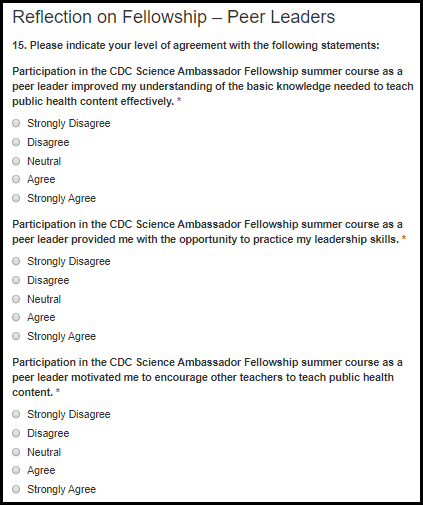 Reflection on Fellowship – Peer Leaders
15. Please indicate your level of agreement with the following statements:
Participation in the CDC Science Ambassador Fellowship summer course as a
peer leader improved my understanding of the basic knowledge needed to teach
public health content effectively. *
Strongly Disagree
Disagree
Neutral
Agree
Strongly Agree
Participation in the CDC Science Ambassador Fellowship summer course as a
peer leader provided me with the opportunity to practice my leadership skills. *
Strongly Disagree
Disagree
Neutral
Agree
Strongly Agree
Participation in the CDC Science Ambassador Fellowship summer course as a
peer leader motivated me to encourage other teachers to teach public health
content. *
Strongly Disagree
Disagree
Neutral
Agree
Strongly Agree